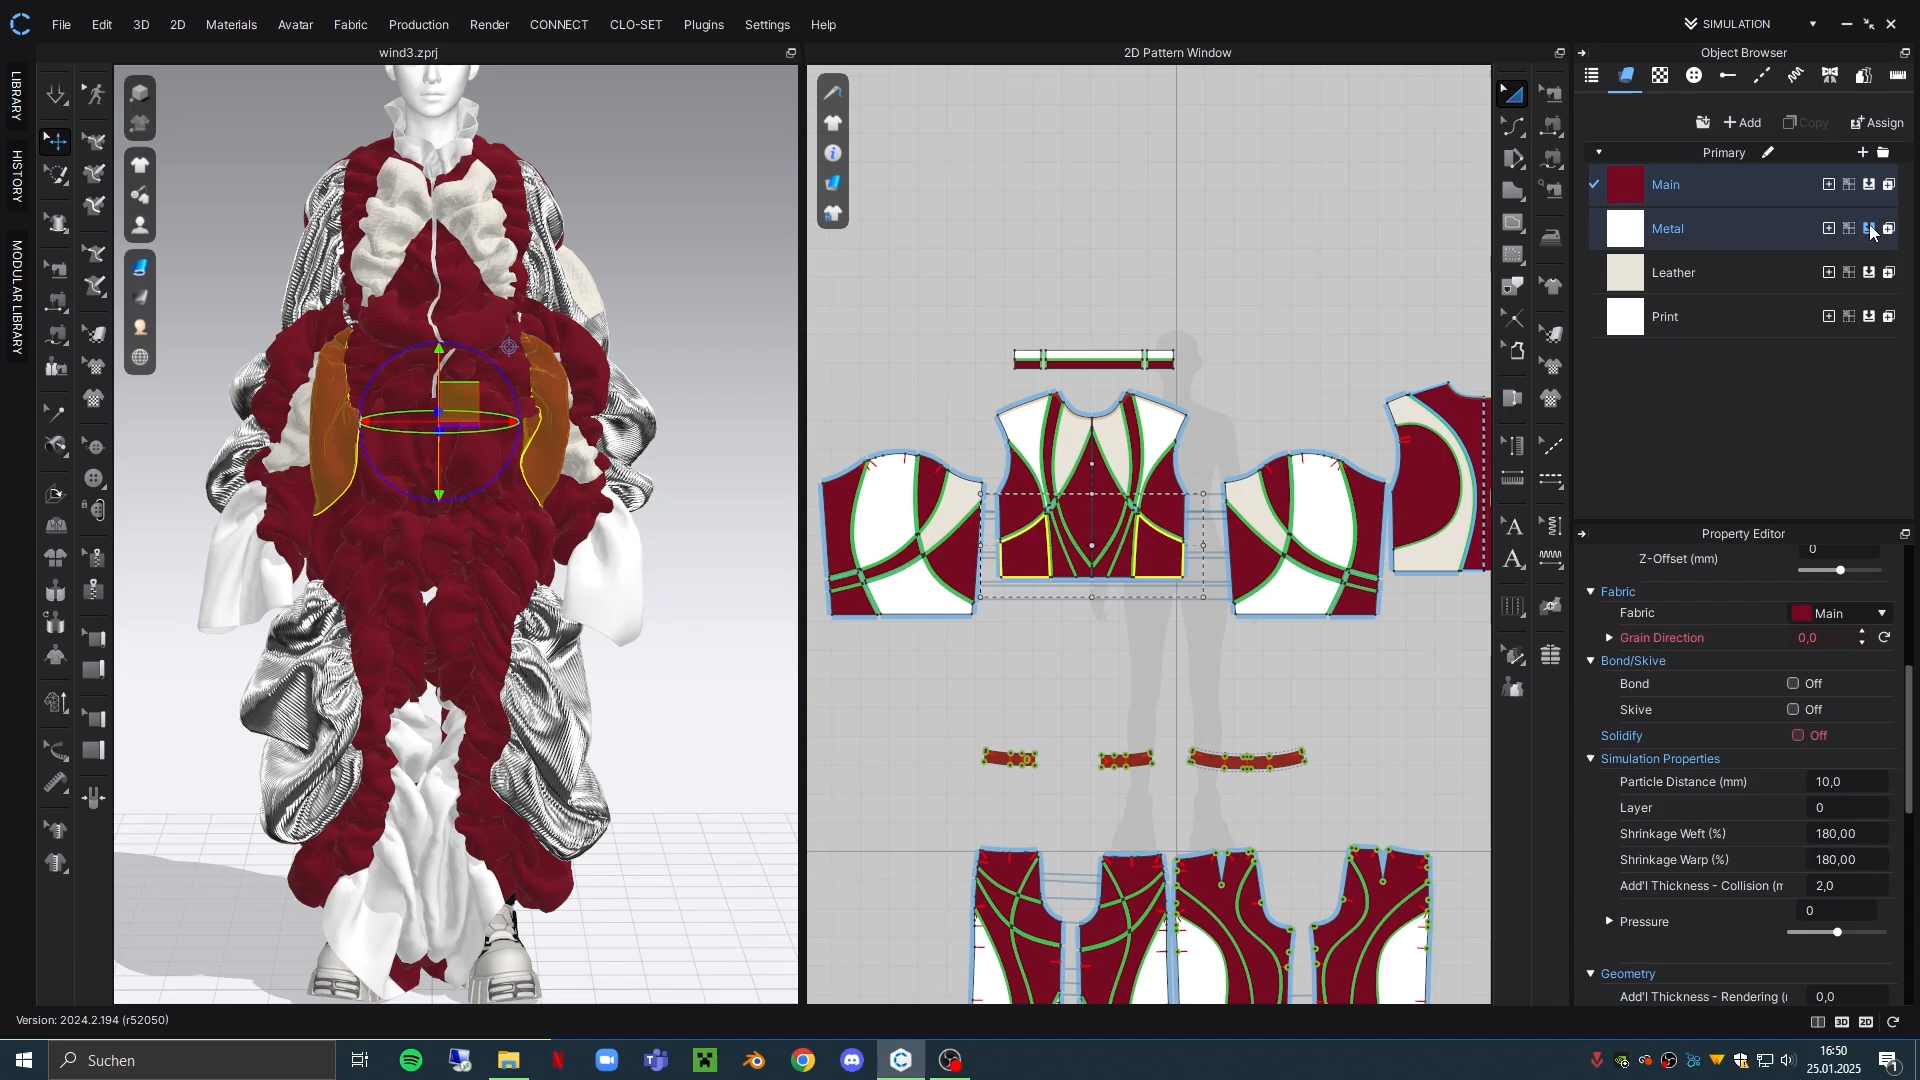 File Edit 3D 2D Materials Avatar Fabric Production Render CONNECT CLO-SET Plugins Settings Help
SIMULATION
wind3.zprj
2D Pattern Window
Object Browser
LIBRARY
HISTORY
MODULAR LIBRARY
Add
Copy
Assign
Primary
Main
Metal
Leather
Print
A
A
Property Editor
Z-Offset (mm) 0
Fabric
Fabric Main
Grain Direction 0,0
Bond/Skive
Bond Off
Skive Off
Solidify Off
Simulation Properties
Particle Distance (mm) 10,0
Layer 0
Shrinkage Weft (%) 180,00
Shrinkage Warp (%) 180,00
Add'l Thickness - Collision (m 2,0
Pressure 0
Geometry
Add'l Thickness - Rendering ( 0,0
Version: 2024.2.194 (r52050)
3D 2D
Suchen
16:50
25.01.2025
1